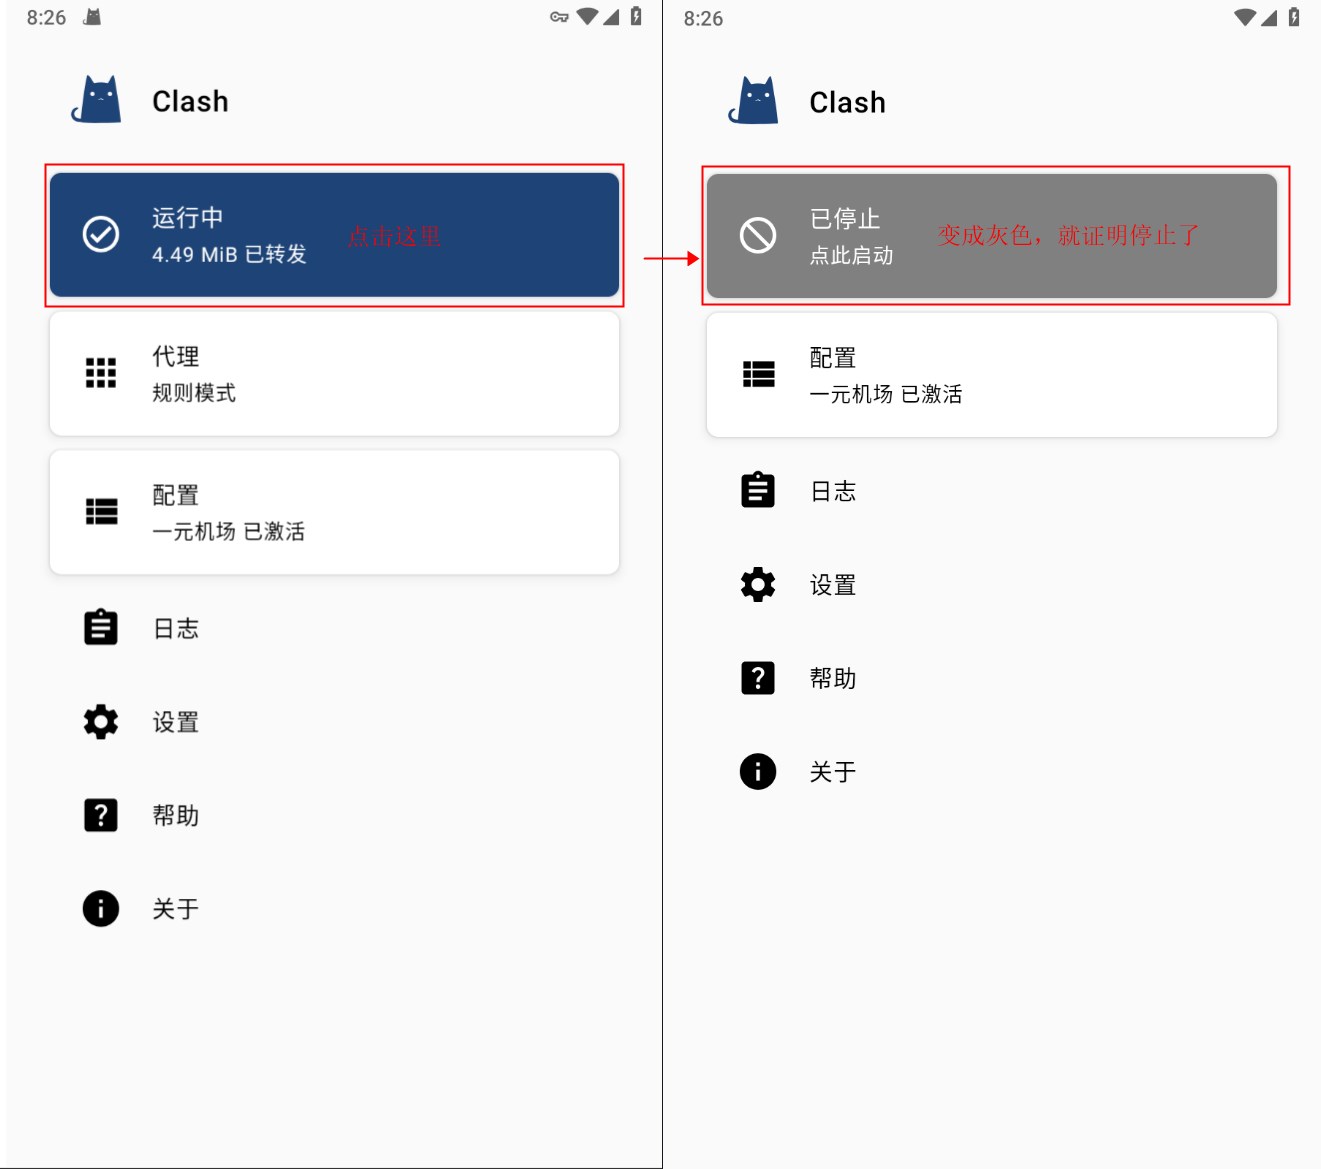 8:26
Clash
运行中
4.49 MiB 已转发
点击这里
代理
规则模式
配置
一元机场 已激活
日志
设置
帮助
关于
8:26
Clash
已停止
点此启动
变成灰色，就证明停止了
配置
一元机场 已激活
日志
设置
帮助
关于